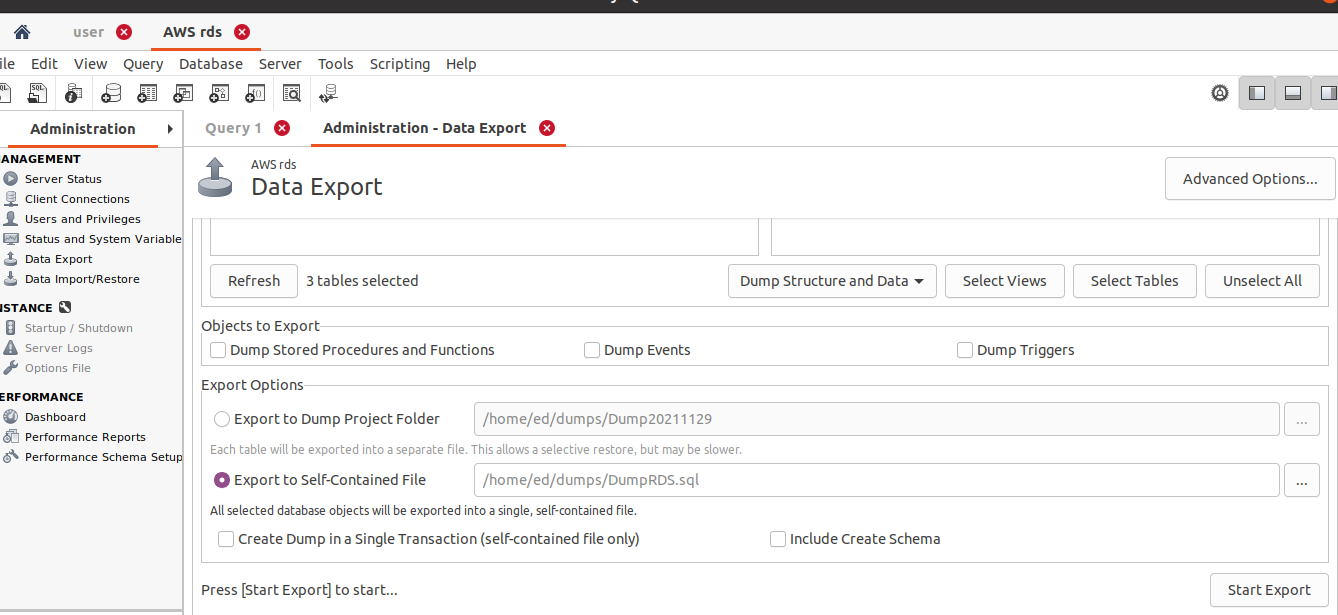 user AWS rds
ile Edit View Query Database Server Tools Scripting Help
Administration Query 1 Administration - Data Export
ANAGEMENT
Server Status
Client Connections
Users and Privileges
Status and System Variable
Data Export
Data Import/Restore
NSTANCE
Startup / Shutdown
Server Logs
Options File
ERFORMANCE
Dashboard
Performance Reports
Performance Schema Setup
AWS rds
Data Export
Advanced Options...
Refresh 3 tables selected Dump Structure and Data Select Views Select Tables Unselect All
Objects to Export
Dump Stored Procedures and Functions Dump Events Dump Triggers
Export Options
Export to Dump Project Folder /home/ed/dumps/Dump20211129 ...
Each table will be exported into a separate file. This allows a selective restore, but may be slower.
Export to Self-Contained File /home/ed/dumps/DumpRDS.sql ...
All selected database objects will be exported into a single, self-contained file.
Create Dump in a Single Transaction (self-contained file only) Include Create Schema
Press [Start Export] to start... Start Export